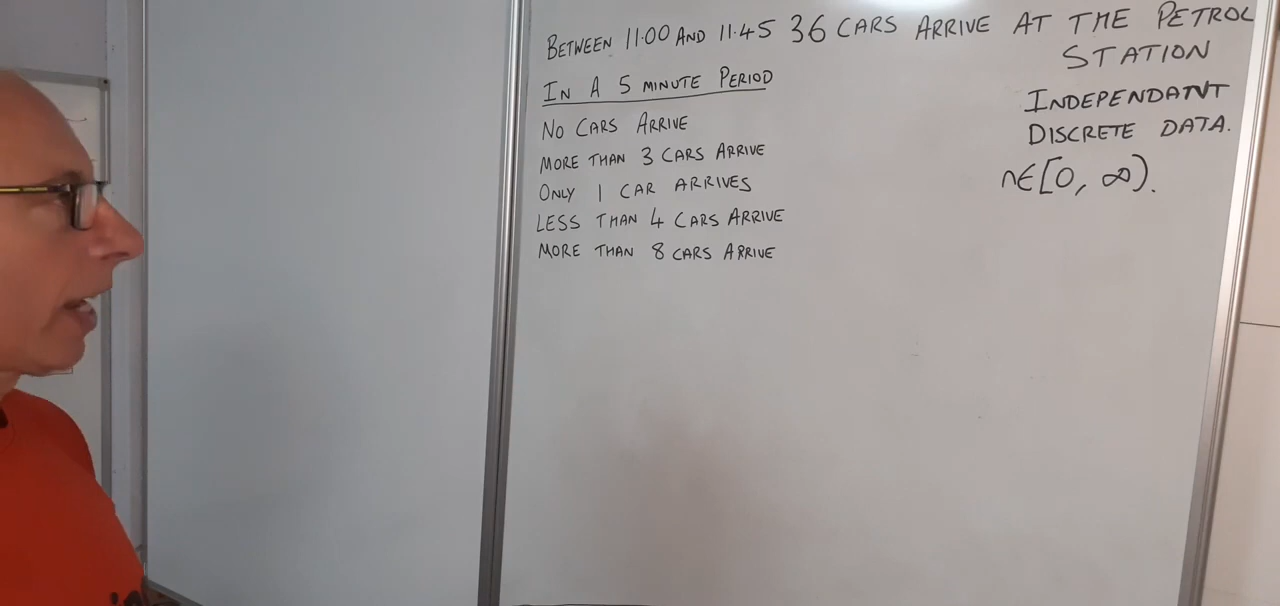 BETWEEN 11.00 AND 11.45 36 CARS ARRIVE AT THE PETROL
STATION
IN A 5 MINUTE PERIOD
NO CARS ARRIVE
MORE THAN 3 CARS ARRIVE
ONLY 1 CAR ARRIVES
LESS THAN 4 CARS ARRIVE
MORE THAN 8 CARS ARRIVE
INDEPENDANT
DISCRETE DATA.
n∈[0, ∞).